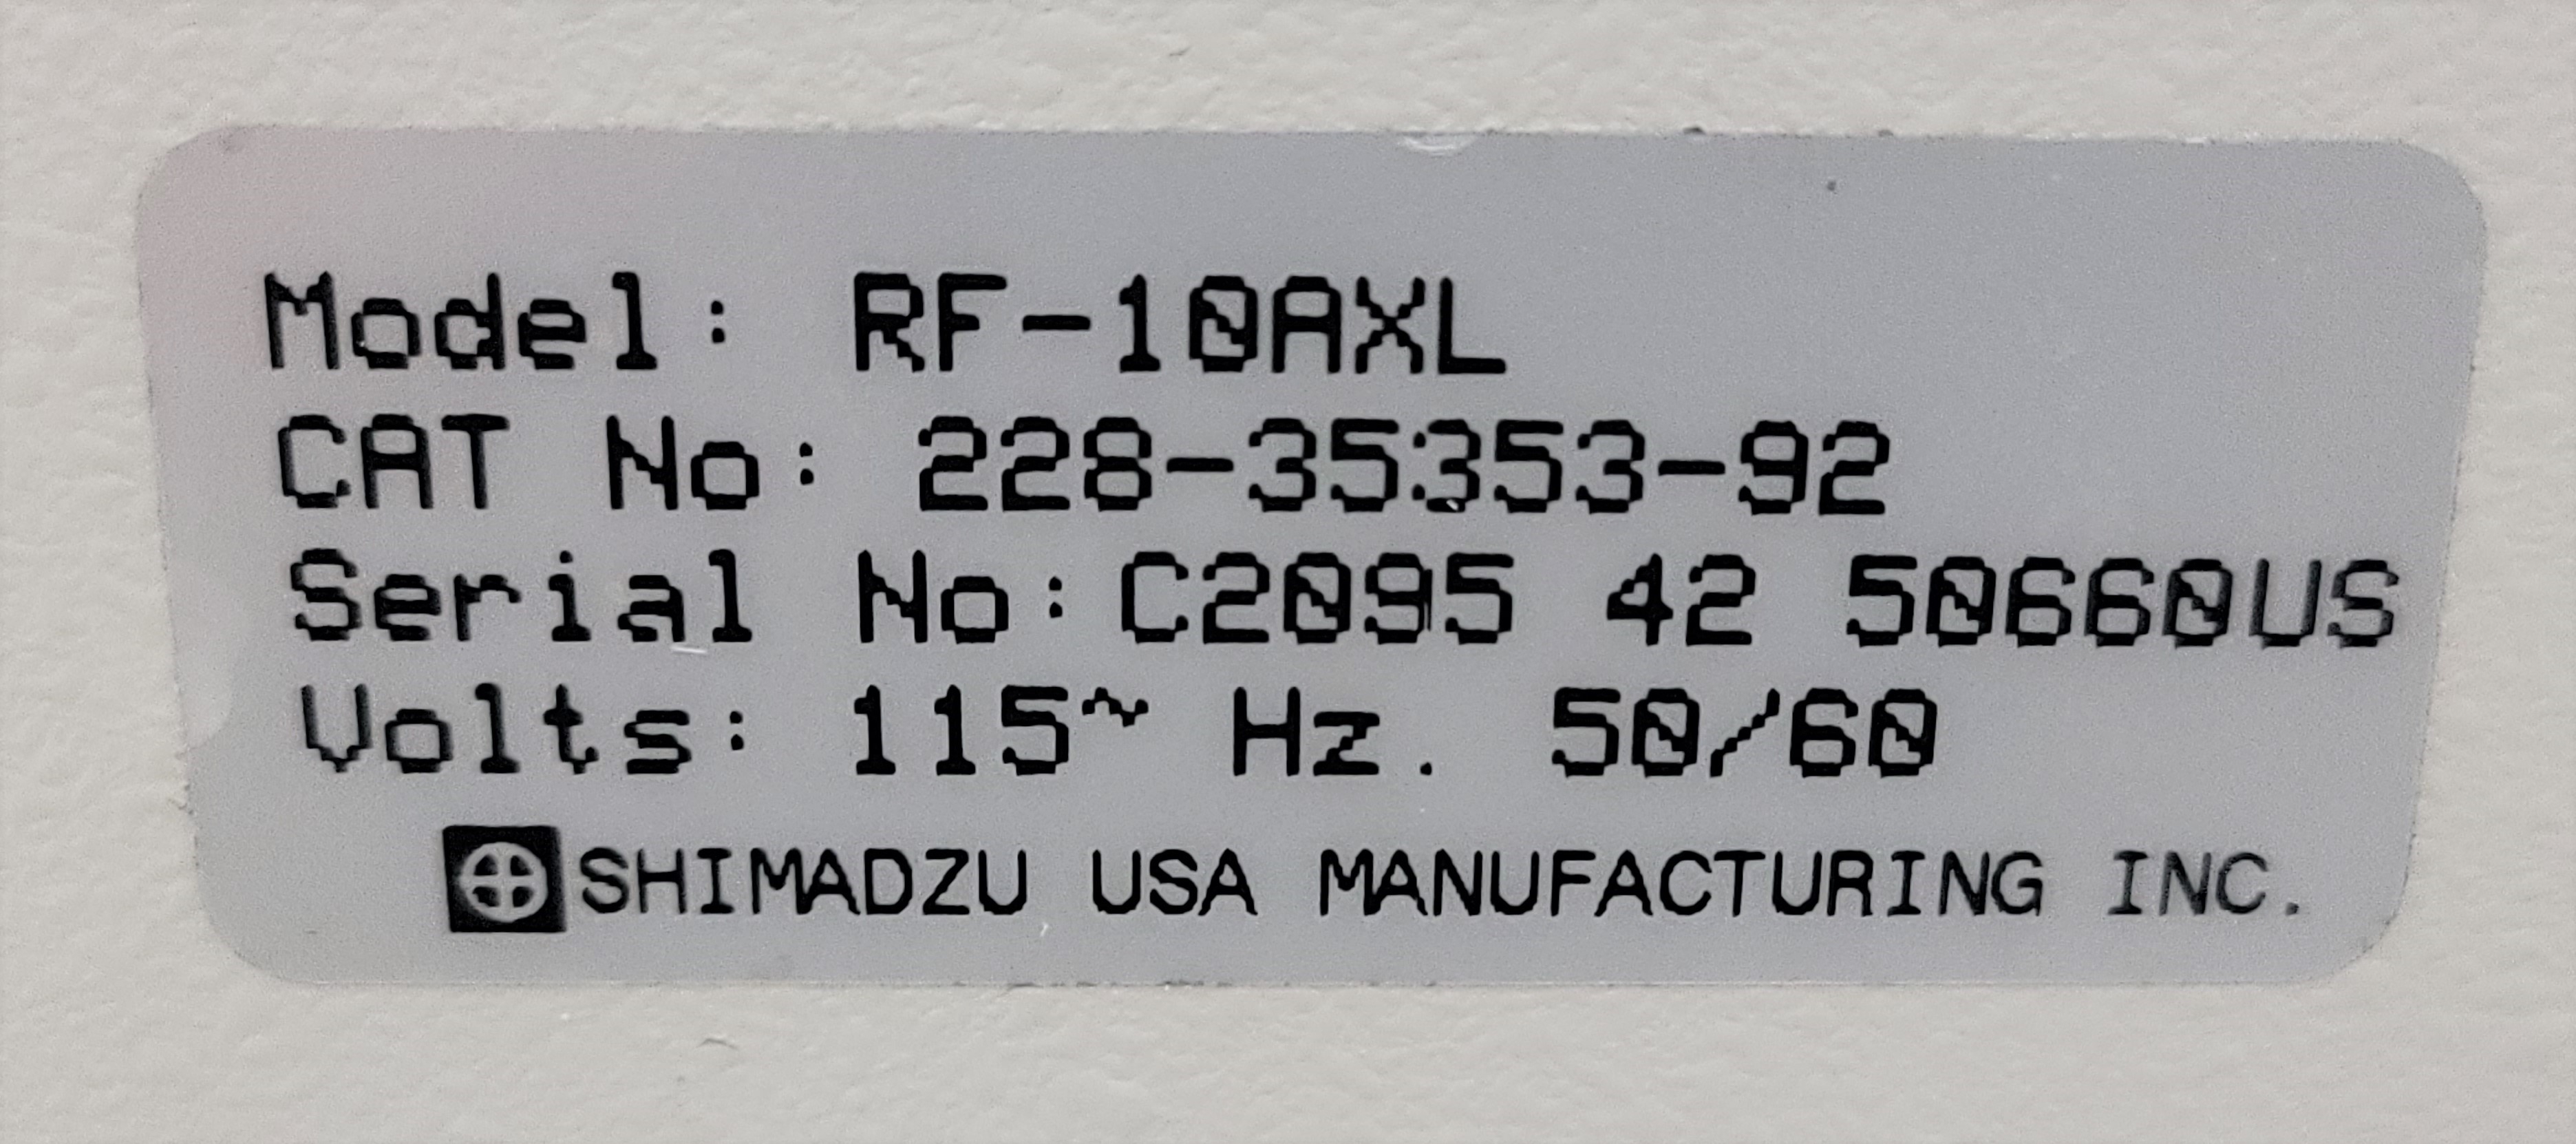 Model: RF-10AXL
CAT No: 228-35353-92
Serial No:C2095 42 50660US
Volts: 115~ Hz. 50/60
SHIMADZU USA MANUFACTURING INC.